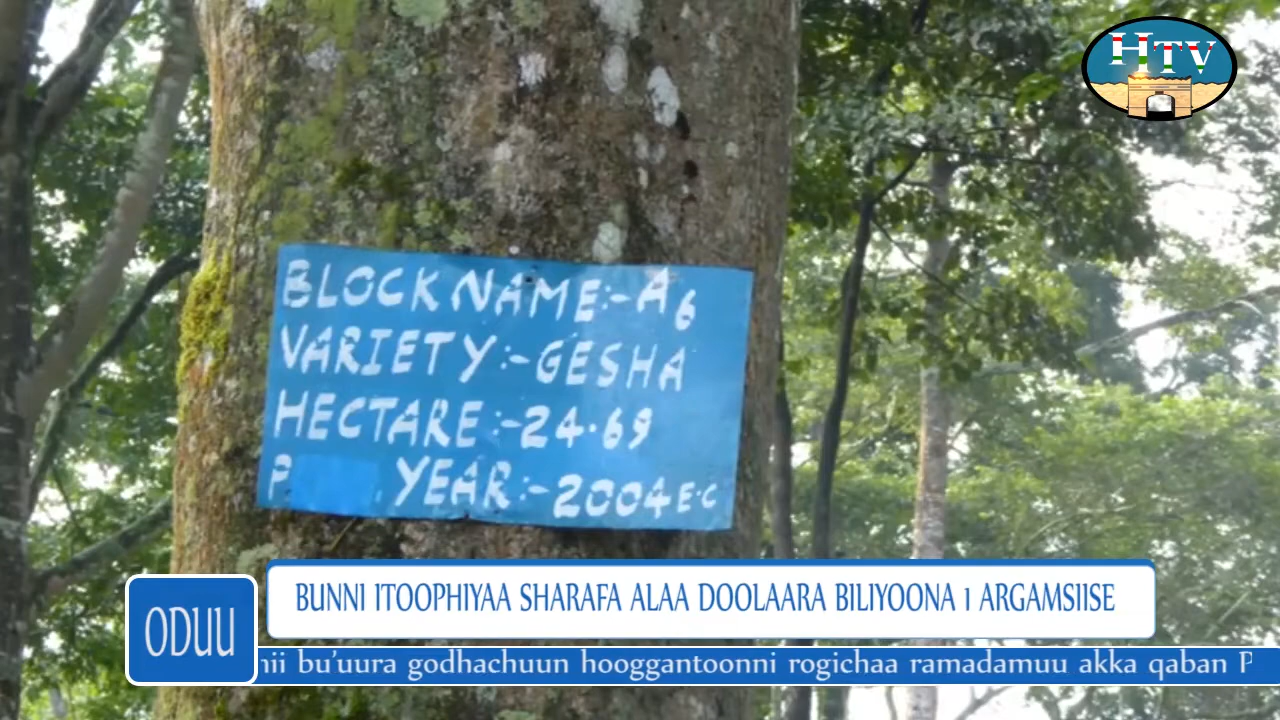 HTV
BLOCK NAME:-A6
VARIETY:-GESHA
HECTARE:-24.69
YEAR:-2004 E.C
BUNNI ITOOPHIYAA SHARAFA ALAA DOOLAARA BILIYOONA 1 ARGAMSIISE
ODUU
bu'uura godhachuun hooggantoonni rogichaa ramadamuu akka qaban